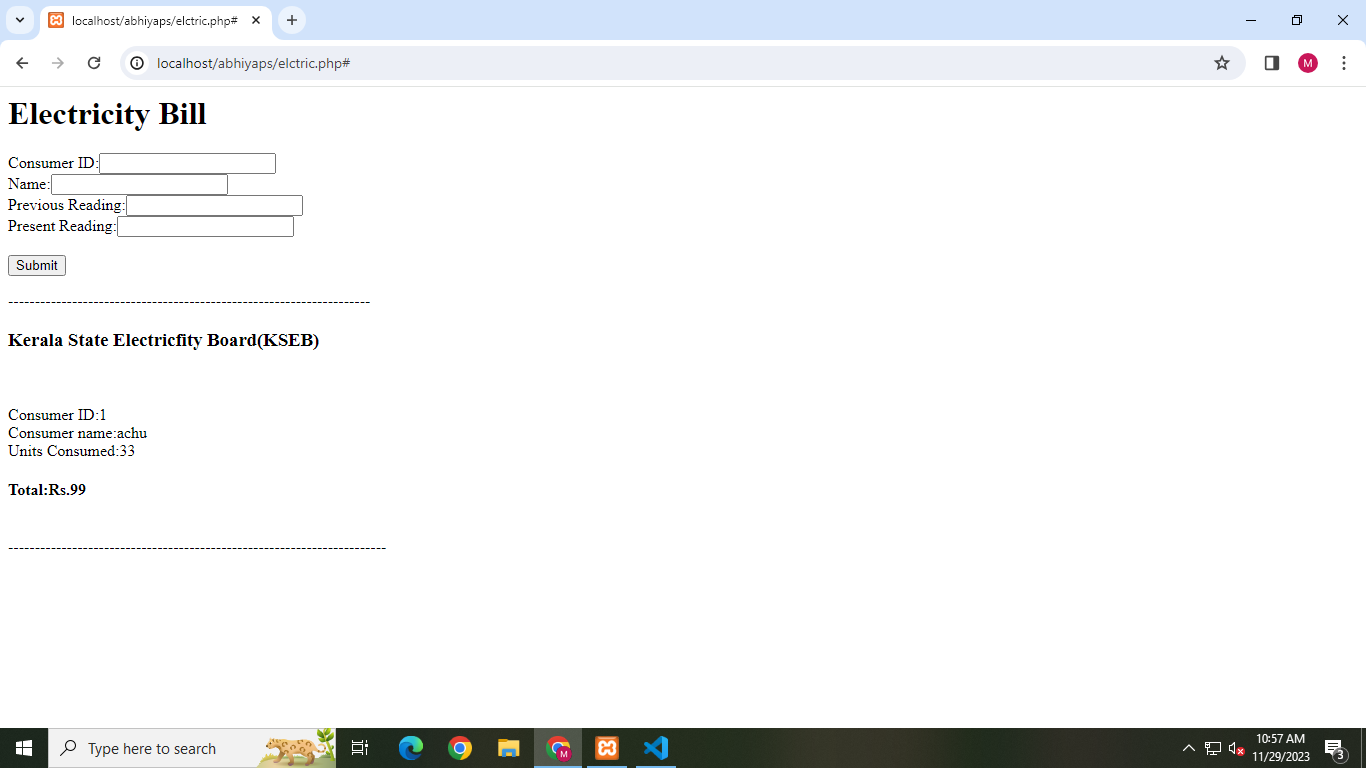 localhost/abhiyaps/elctric.php#
localhost/abhiyaps/elctric.php#
M
Electricity Bill
Consumer ID:
Name:
Previous Reading:
Present Reading:
Submit
--------------------------------------------------------------------
Kerala State Electricfity Board(KSEB)
Consumer ID:1
Consumer name:achu
Units Consumed:33
Total:Rs.99
-----------------------------------------------------------------------
Type here to search
M
10:57 AM
11/29/2023
3